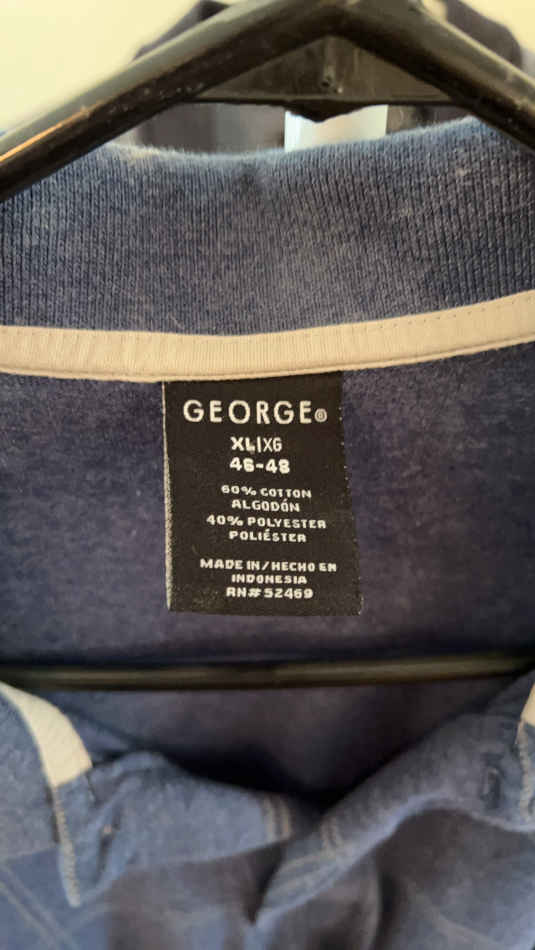 GEORGE®
XL|XG
46-48
60% COTTON
ALGODÓN
40% POLYESTER
POLIÉSTER
MADE IN/HECHO EN
INDONESIA
RN# 52469